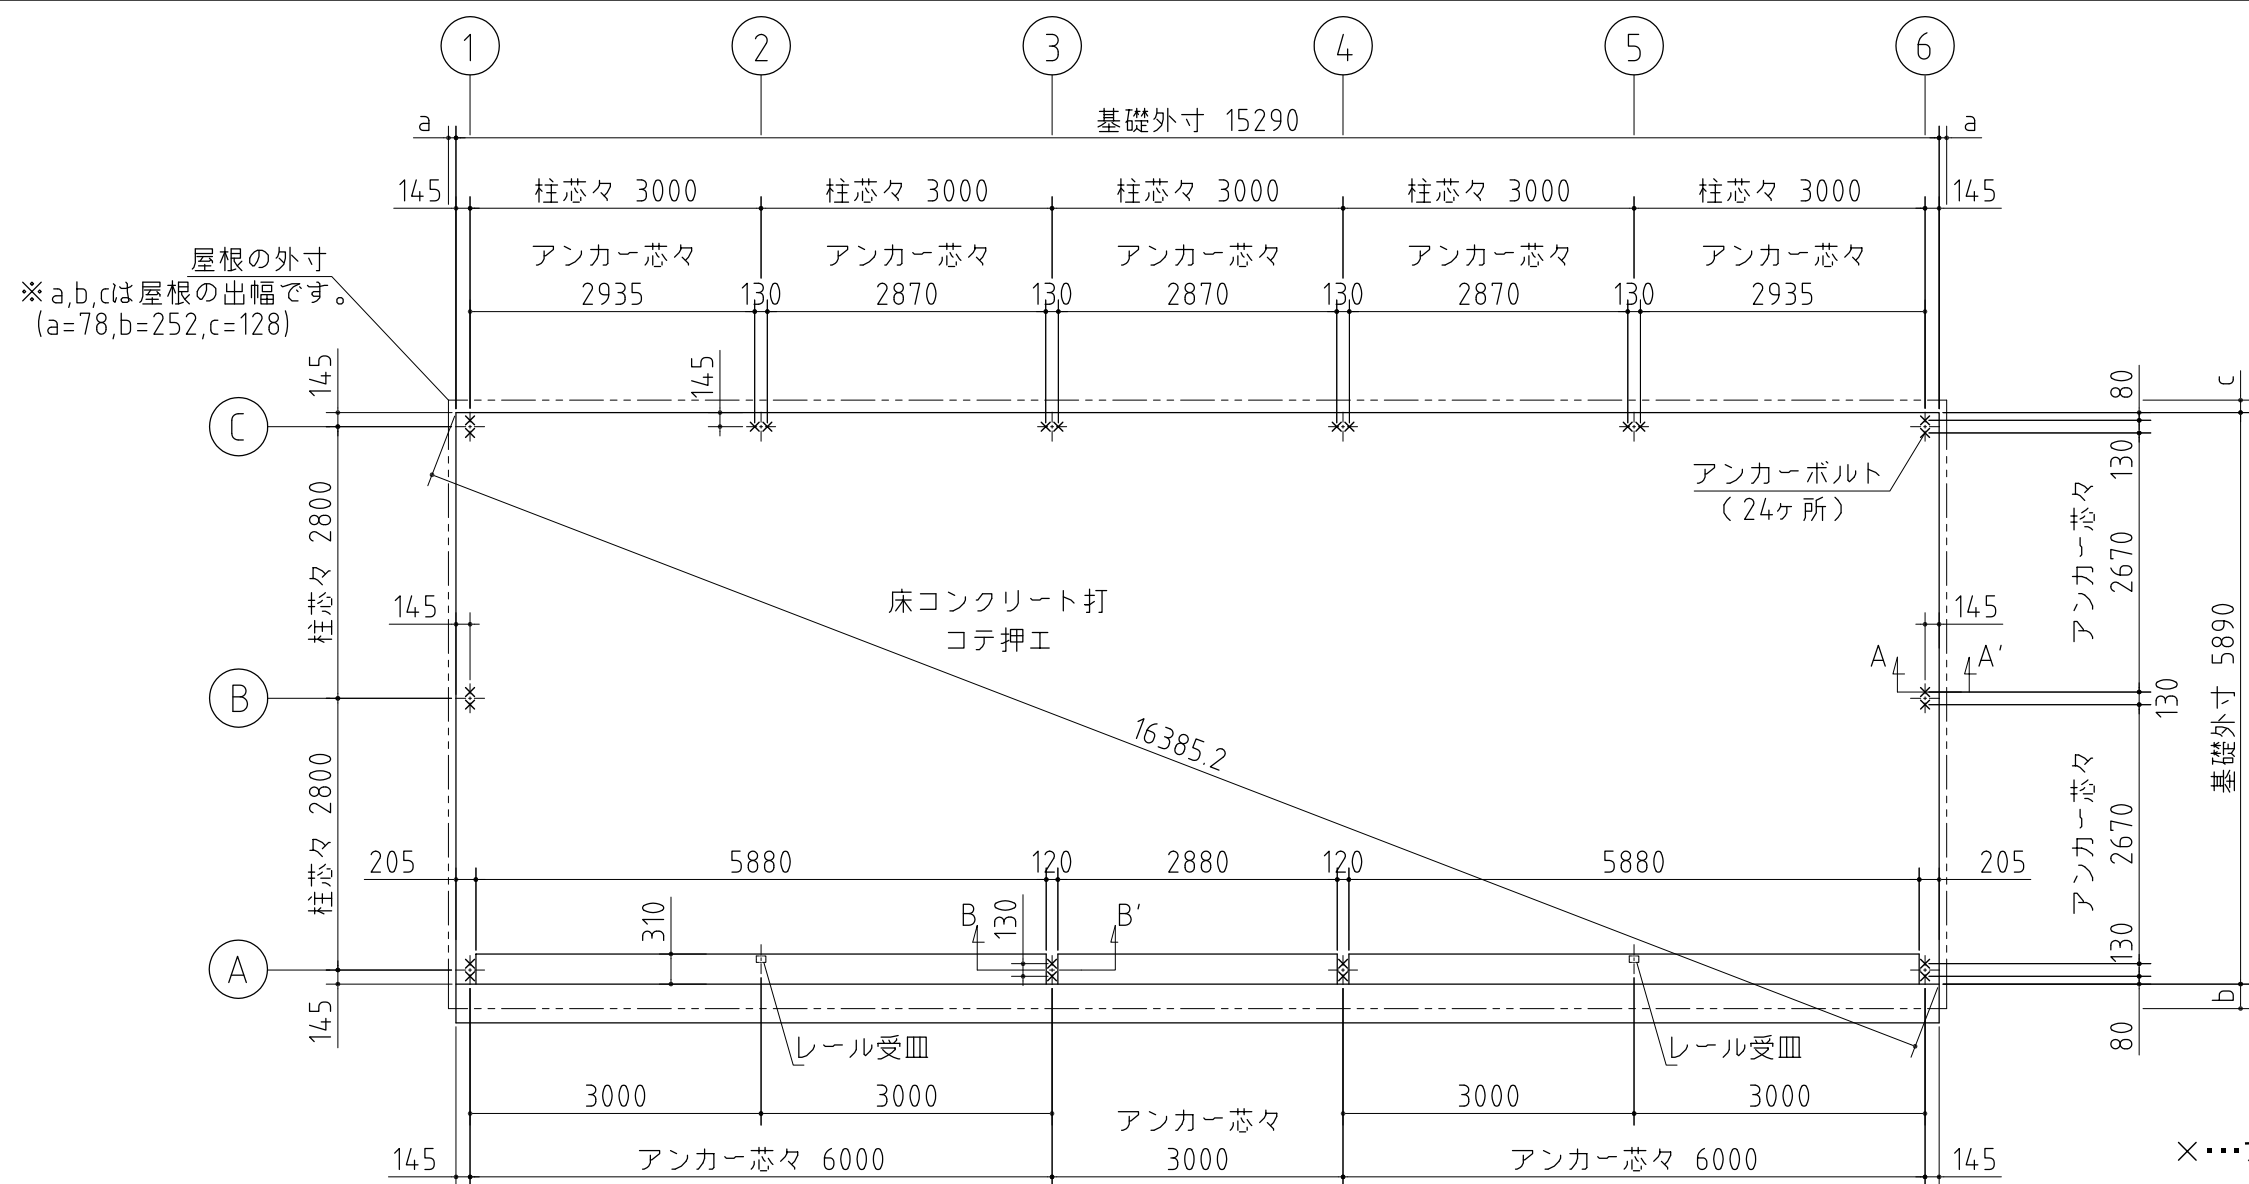 1 2 3 4 5 6
a 基礎外寸 15290 a
145 柱芯々 3000 柱芯々 3000 柱芯々 3000 柱芯々 3000 柱芯々 3000 145
アンカー芯々 アンカー芯々 アンカー芯々 アンカー芯々 アンカー芯々
2935 130 2870 130 2870 130 2870 130 2935
屋根の外寸
※a,b,cは屋根の出幅です。
(a=78,b=252,c=128)
145
145
80
c
C
柱芯々 2800
アンカーボルト
(24ヶ所)
130
アンカー芯々
2670
基礎外寸 5890
床コンクリート打
コテ押エ
145
145
A A'
B
130
16385.2
柱芯々 2800
アンカー芯々
2670
205 5880 120 2880 120 5880 205
310
B 130 B'
130
A
145
b
80
レール受皿
レール受皿
3000 3000 3000 3000
アンカー芯々
145 アンカー芯々 6000 3000 アンカー芯々 6000 145
×…